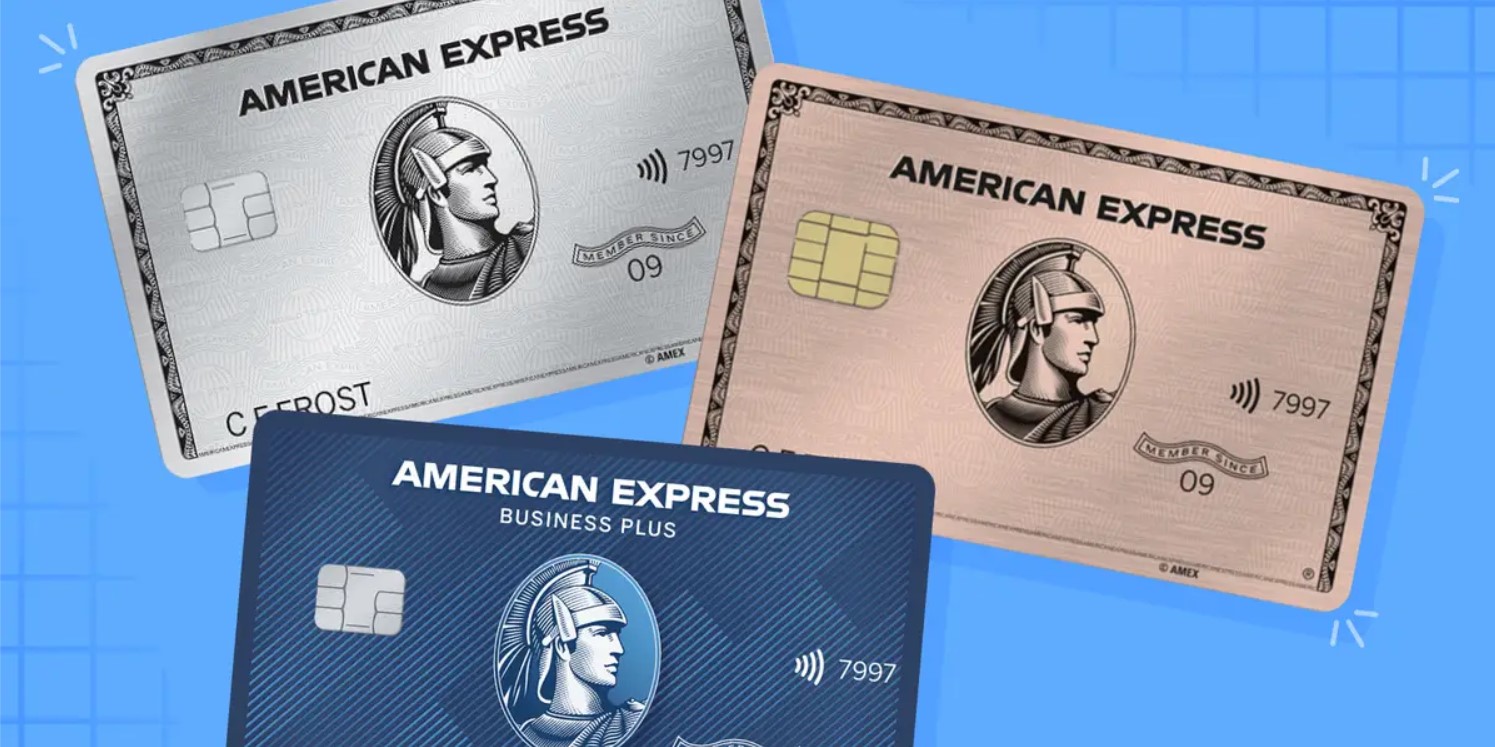 AMERICAN EXPRESS
7997
MEMBER SINCE
09
© AMEX
C F FROST
AMERICAN EXPRESS
7997
MEMBER SINCE
09
© AMEX
®
AMERICAN EXPRESS
BUSINESS PLUS
7997